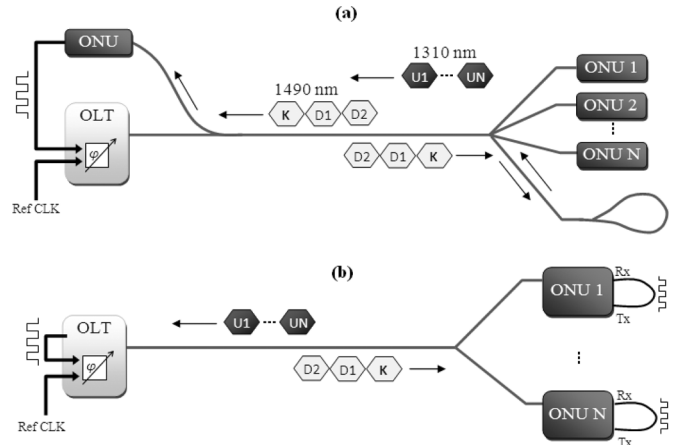 (a)
ONU
1310 nm
U1 UN
ONU 1
1490 nm
OLT
K D1 D2
ONU 2
φ
D2 D1 K
ONU N
Ref CLK
(b)
Rx
U1 UN
ONU 1
OLT
Tx
φ
D2 D1 K
Rx
Ref CLK
ONU N
Tx